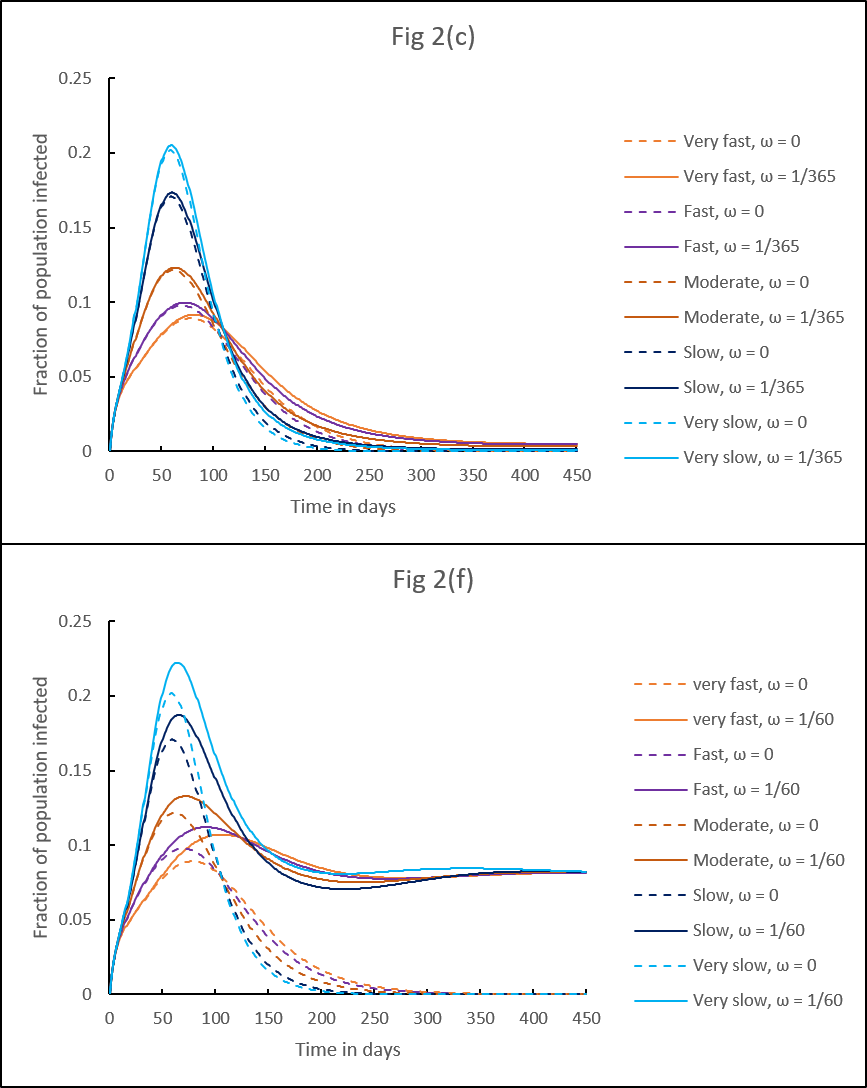 Fig 2(c)
Fraction of population infected
0.25
0.2
0.15
0.1
0.05
0
0 50 100 150 200 250 300 350 400 450
Time in days
Very fast, ω = 0
Very fast, ω = 1/365
Fast, ω = 0
Fast, ω = 1/365
Moderate, ω = 0
Moderate, ω = 1/365
Slow, ω = 0
Slow, ω = 1/365
Very slow, ω = 0
Very slow, ω = 1/365
Fig 2(f)
Fraction of population infected
0.25
0.2
0.15
0.1
0.05
0
0 50 100 150 200 250 300 350 400 450
Time in days
very fast, ω = 0
very fast, ω = 1/60
Fast, ω = 0
Fast, ω = 1/60
Moderate, ω = 0
Moderate, ω = 1/60
Slow, ω = 0
Slow, ω = 1/60
Very slow, ω = 0
Very slow, ω = 1/60